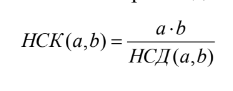 НСК(a,b) = a·b / НСД(a,b)